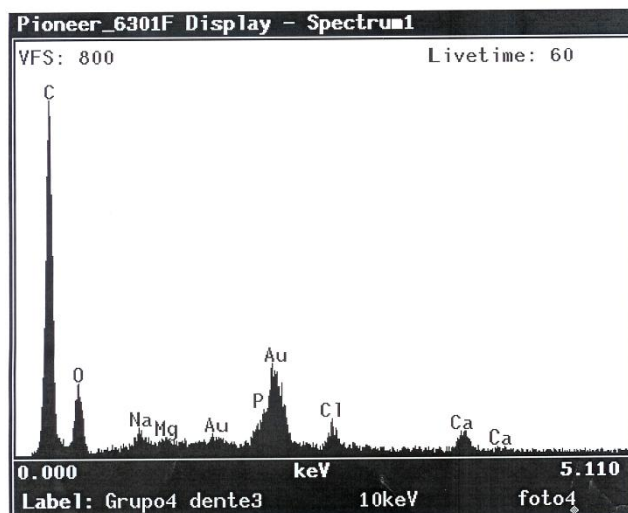 Pioneer_6301F Display - Spectrum1
VFS: 800 Livetime: 60
C
O
Na
Mg
Au
P
Au
Cl
Ca
Ca
0.000 keV 5.110
Label: Grupo4 dente3 10keV foto4